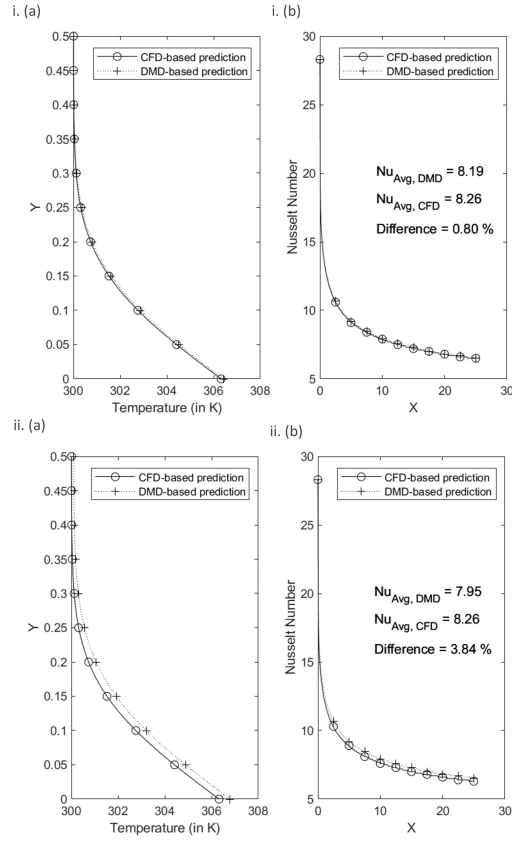 i. (a)
i. (b)
0.5
0.45
0.4
0.35
0.3
0.25
0.2
0.15
0.1
0.05
0
Y
CFD-based prediction
DMD-based prediction
300
302
304
306
308
Temperature (in K)
30
25
20
15
10
5
Nusselt Number
CFD-based prediction
DMD-based prediction
NuAvg, DMD = 8.19
NuAvg, CFD = 8.26
Difference = 0.80 %
0
10
20
30
X
ii. (a)
ii. (b)
0.5
0.45
0.4
0.35
0.3
0.25
0.2
0.15
0.1
0.05
0
Y
CFD-based prediction
DMD-based prediction
300
302
304
306
308
Temperature (in K)
30
25
20
15
10
5
Nusselt Number
CFD-based prediction
DMD-based prediction
NuAvg, DMD = 7.95
NuAvg, CFD = 8.26
Difference = 3.84 %
0
10
20
30
X